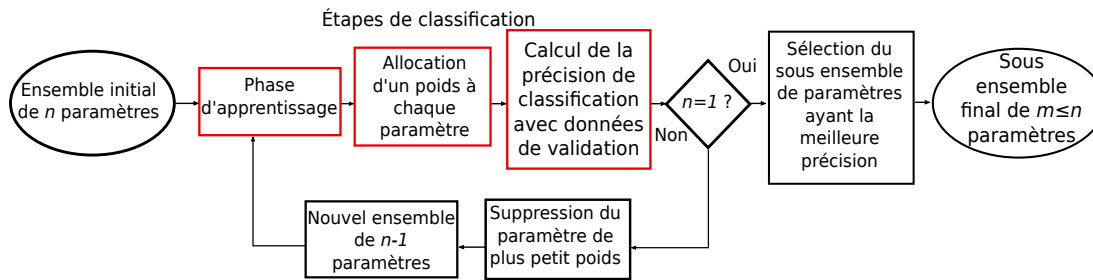 Étapes de classification
Ensemble initial
de n paramètres
Phase
d'apprentissage
Allocation
d'un poids à
chaque
paramètre
Calcul de la
précision de
classification
avec données
de validation
n=1 ?
Oui
Non
Sélection du
sous ensemble
de paramètres
ayant la
meilleure
précision
Sous
ensemble
final de m≤n
paramètres
Suppression du
paramètre de
plus petit poids
Nouvel ensemble
de n-1
paramètres